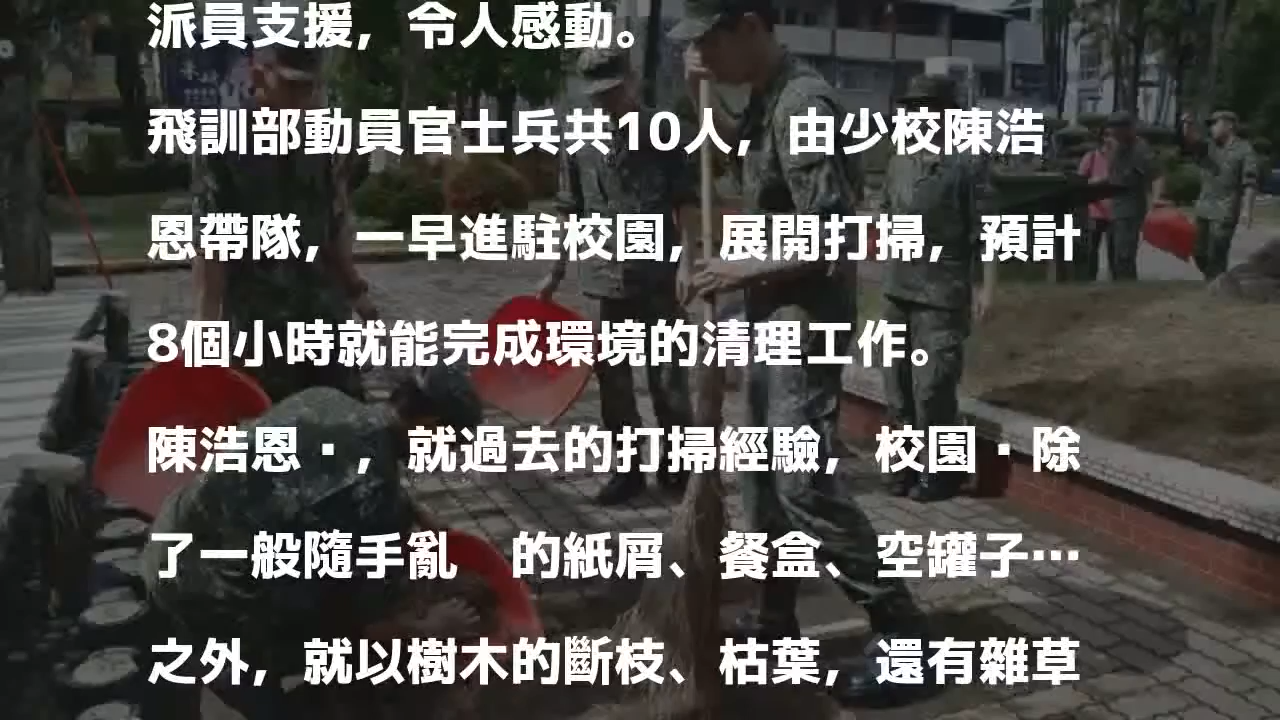 派員支援，令人感動。
飛訓部動員官士兵共10人，由少校陳浩
恩帶隊，一早進駐校園，展開打掃，預計
8個小時就能完成環境的清理工作。
陳浩恩·，就過去的打掃經驗，校園·除
了一般隨手亂　的紙屑、餐盒、空罐子…
之外，就以樹木的斷枝、枯葉，還有雜草